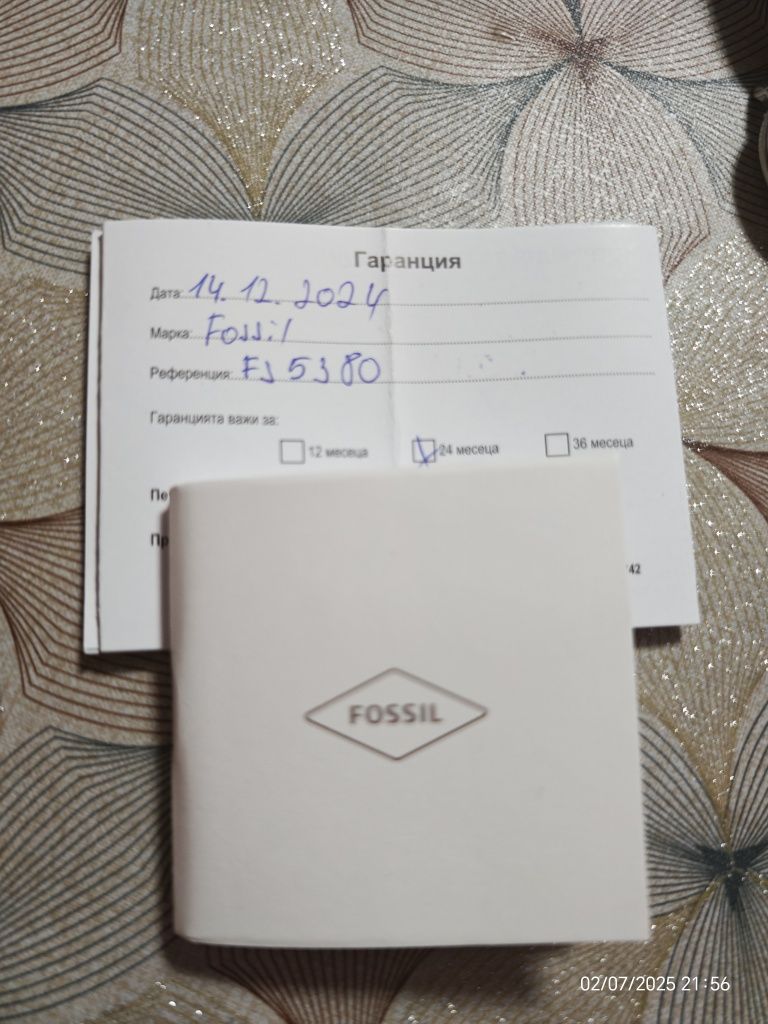 Гаранция
Дата: 14. 12. 2024
Марка: Fossil
Референция: FS 5380
Гаранцията важи за:
12 месеца 24 месеца 36 месеца
42
FOSSIL
02/07/2025 21:56